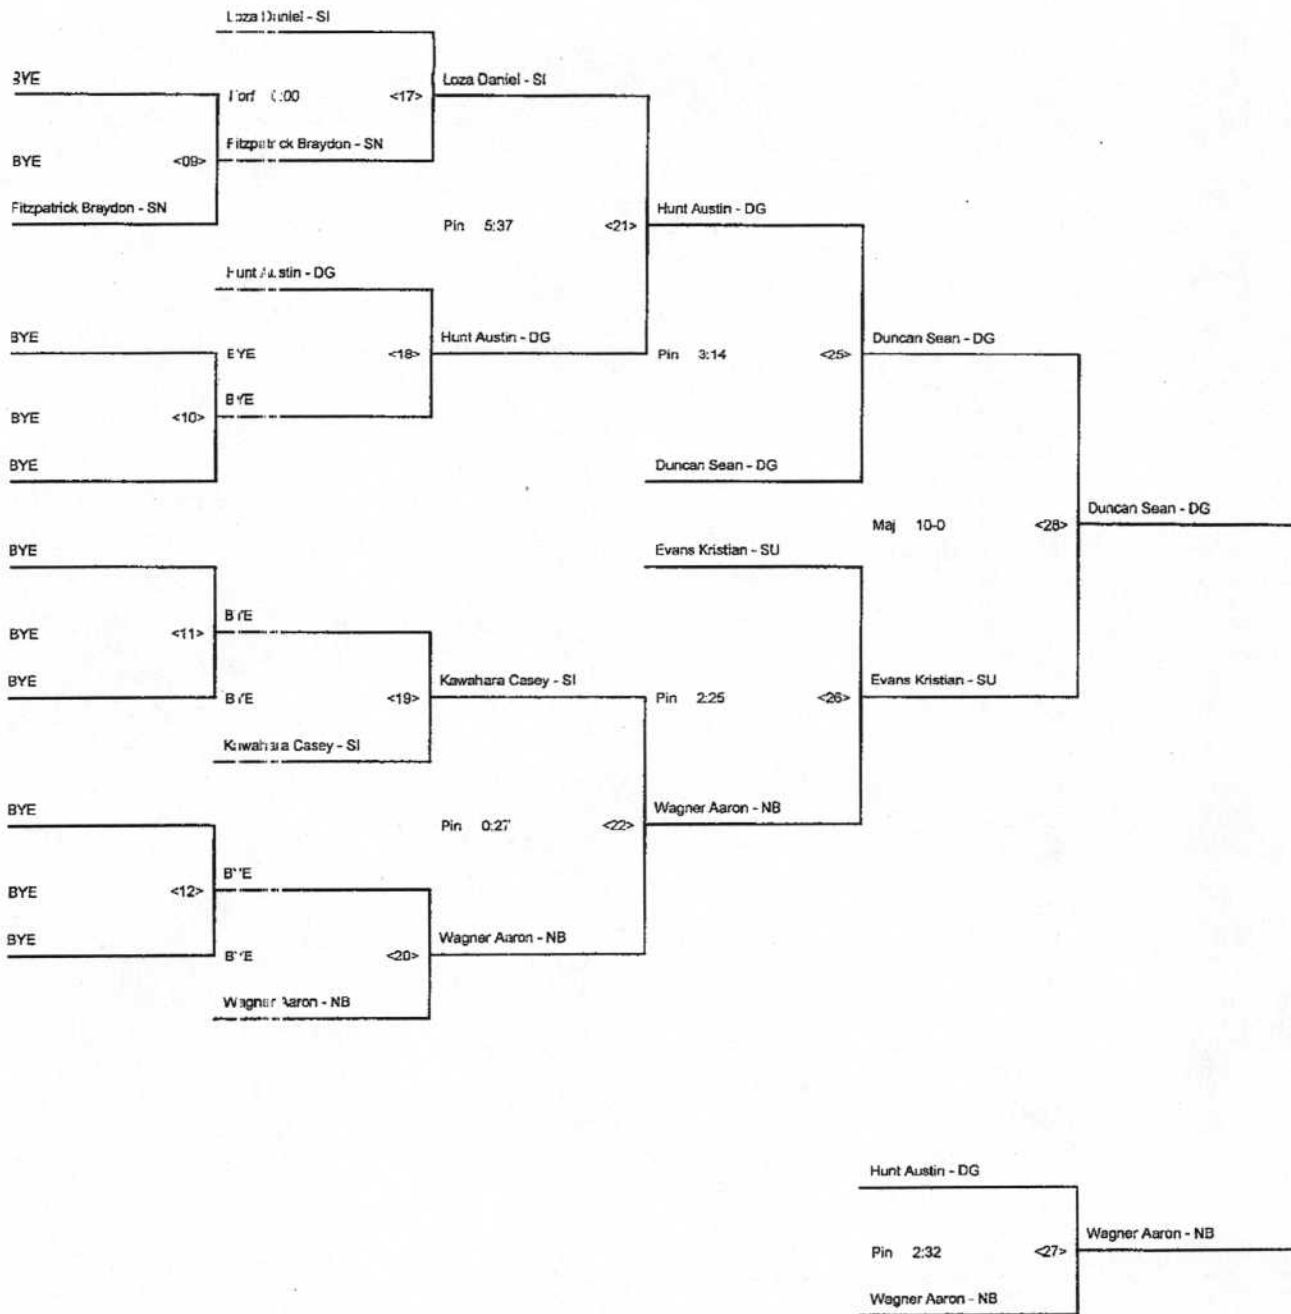 Loza Daniel - SI
BYE
Loza Daniel - SI
Forf 0:00 <17>
Fitzpatrick Braydon - SN
BYE <09>
Fitzpatrick Braydon - SN
Hunt Austin - DG
Pin 5:37 <21>
Hunt Austin - DG
BYE
Hunt Austin - DG
Duncan Sean - DG
BYE <18>
Pin 3:14 <25>
BYE
BYE <10>
BYE
Duncan Sean - DG
Duncan Sean - DG
Maj 10-0 <28>
BYE
Evans Kristian - SU
BYE
BYE <11>
BYE
Kawahara Casey - SI
Evans Kristian - SU
BYE <19>
Pin 2:25 <26>
Kawahara Casey - SI
BYE
Wagner Aaron - NB
Pin 0:27 <22>
BYE
BYE <12>
BYE
Wagner Aaron - NB
BYE <20>
Wagner Aaron - NB
Hunt Austin - DG
Wagner Aaron - NB
Pin 2:32 <27>
Wagner Aaron - NB